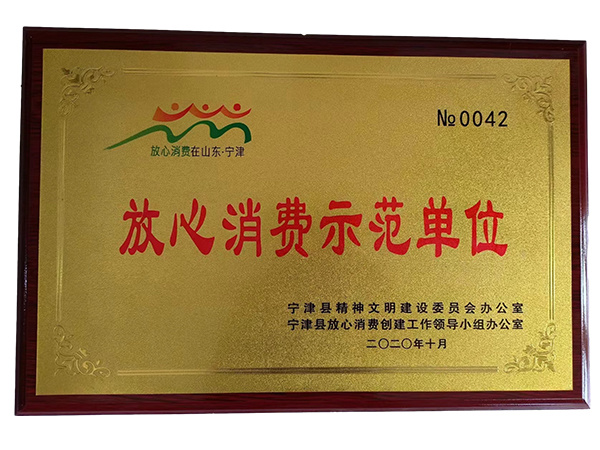 №0042
放心消费在山东·宁津
放心消费示范单位
宁津县精神文明建设委员会办公室
宁津县放心消费创建工作领导小组办公室
二〇二〇年十月